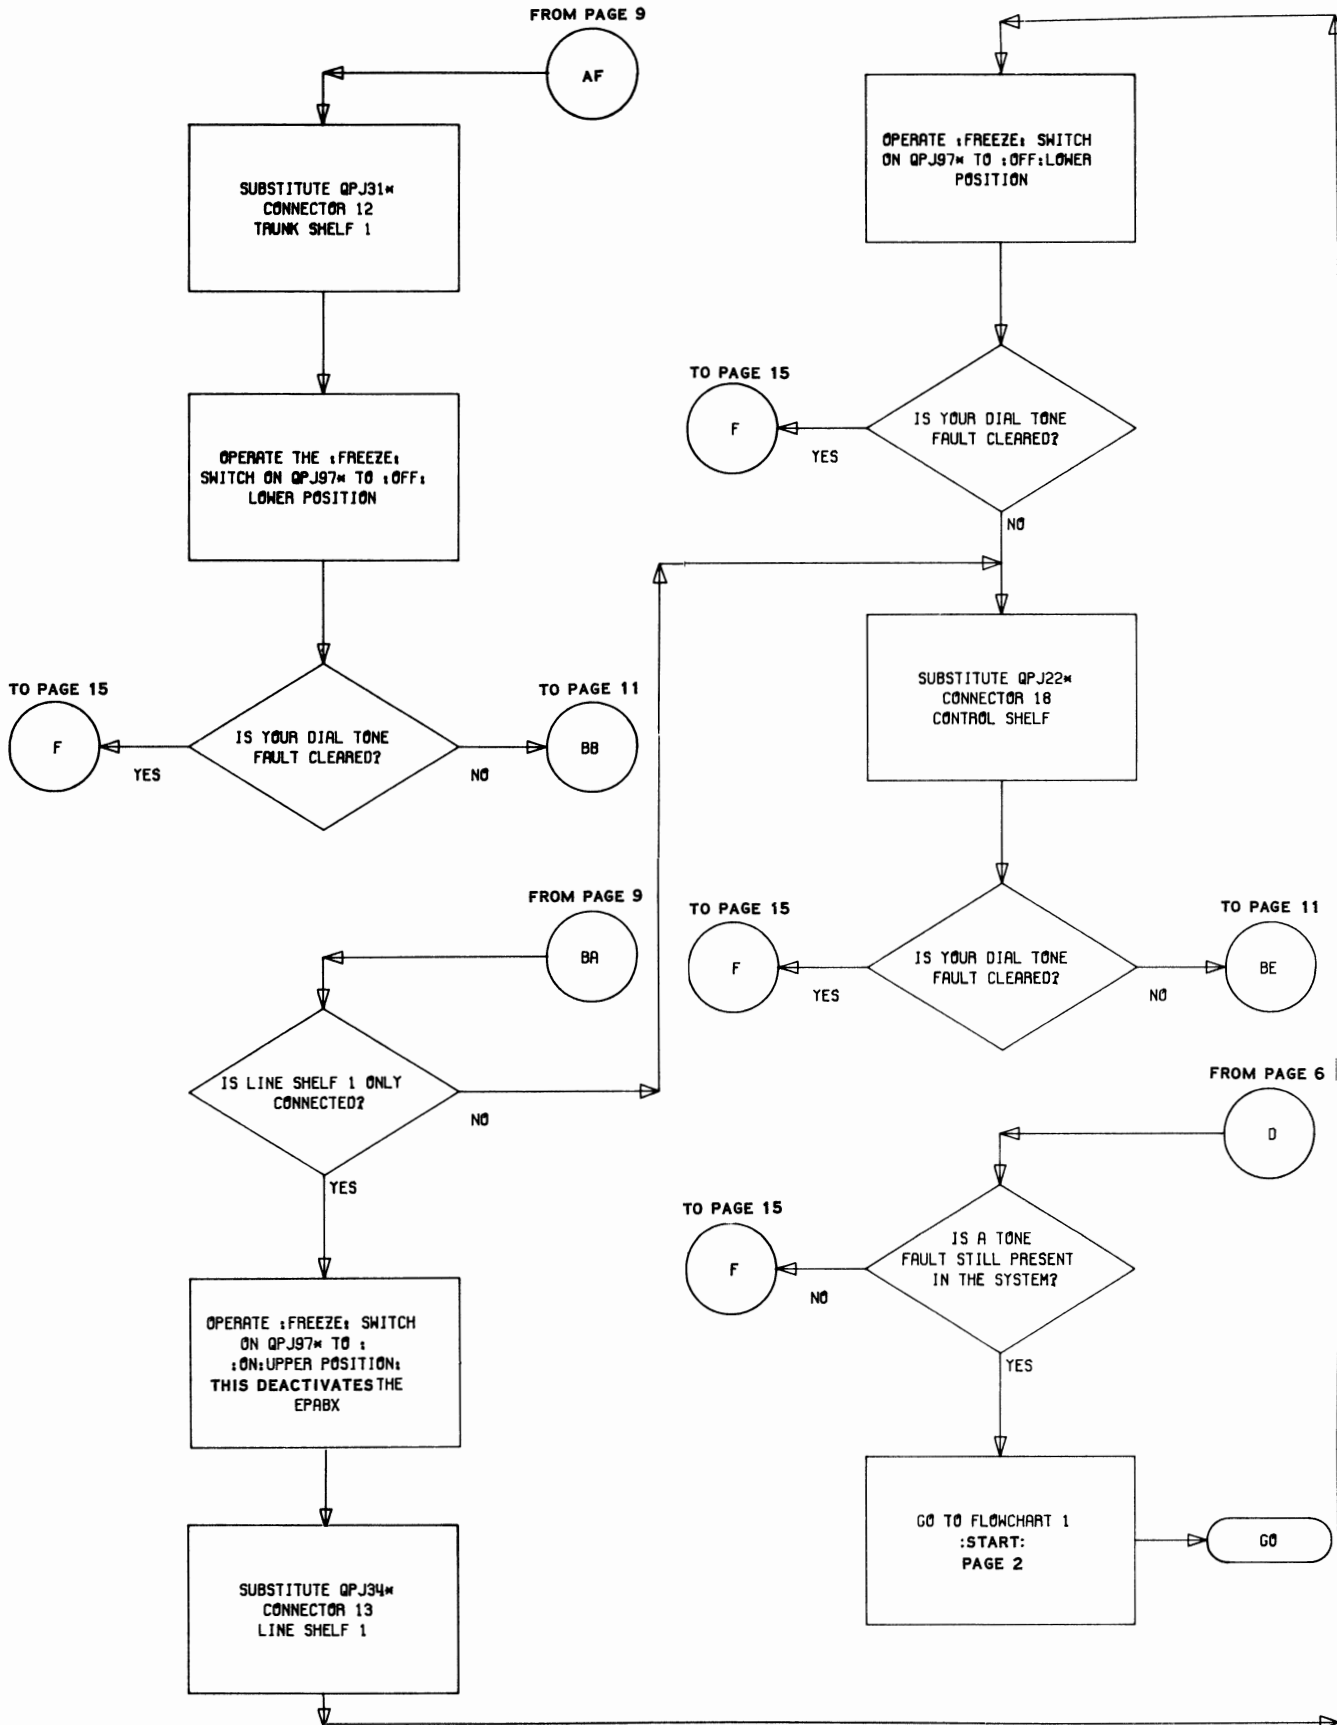 FROM PAGE 9
AF
SUBSTITUTE QPJ31*
CONNECTOR 12
TRUNK SHELF 1
OPERATE THE :FREEZE:
SWITCH ON QPJ97* TO :OFF:
LOWER POSITION
IS YOUR DIAL TONE
FAULT CLEARED?
TO PAGE 15
F
YES
TO PAGE 11
BB
NO
FROM PAGE 9
BA
IS LINE SHELF 1 ONLY
CONNECTED?
NO
YES
OPERATE :FREEZE: SWITCH
ON QPJ97* TO :
:ON:UPPER POSITION:
THIS DEACTIVATES THE
EPABX
SUBSTITUTE QPJ34*
CONNECTOR 13
LINE SHELF 1
OPERATE :FREEZE: SWITCH
ON QPJ97* TO :OFF:LOWER
POSITION
TO PAGE 15
F
YES
IS YOUR DIAL TONE
FAULT CLEARED?
NO
SUBSTITUTE QPJ22*
CONNECTOR 18
CONTROL SHELF
TO PAGE 15
F
YES
IS YOUR DIAL TONE
FAULT CLEARED?
NO
TO PAGE 11
BE
FROM PAGE 6
D
TO PAGE 15
F
NO
IS A TONE
FAULT STILL PRESENT
IN THE SYSTEM?
YES
GO TO FLOWCHART 1
:START:
PAGE 2
GO